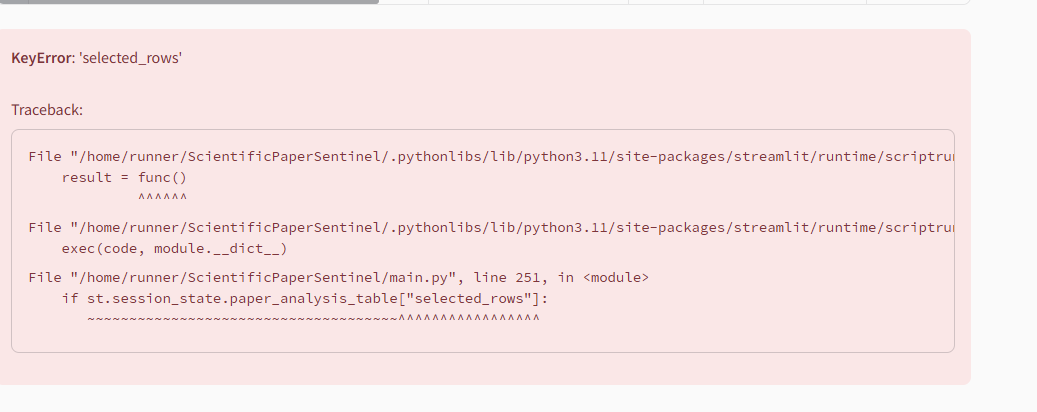 KeyError: 'selected_rows'
Traceback:
File "/home/runner/ScientificPaperSentinel/.pythonlibs/lib/python3.11/site-packages/streamlit/runtime/scriptru
result = func()
^^^^^^
File "/home/runner/ScientificPaperSentinel/.pythonlibs/lib/python3.11/site-packages/streamlit/runtime/scriptru
exec(code, module.__dict__)
File "/home/runner/ScientificPaperSentinel/main.py", line 251, in <module>
if st.session_state.paper_analysis_table["selected_rows"]:
~~~~~~~~~~~~~~~~~~~~~~~~~~~~~~~~~~~~~^^^^^^^^^^^^^^^^^